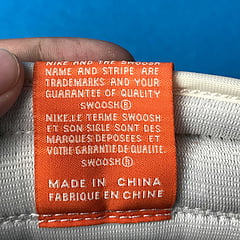 NIKE AND THE SWOOSH
NAME AND STRIPE ARE
TRADEMARKS AND YOUR
GUARANTEE OF QUALITY
SWOOSH®
NIKE, LE TERME SWOOSH
ET SON SIGLE SONT DES
MARQUES DEPOSEES ET
VOTRE GARANTIE DE QUALITE.
SWOOSH
MADE IN CHINA
FABRIQUE EN CHINE